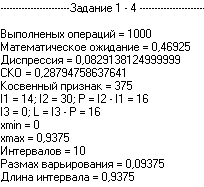 -----------------------Задание 1 - 4 ---------------------
Выполненых операций = 1000
Математическое ожидание = 0,46925
Диспрессия = 0,0829138124999999
СКО = 0,28794758637641
Косвенный признак = 375
I1 = 14; I2 = 30; P = I2 - I1 = 16
I3 = 0; L = I3 - P = 16
xmin = 0
xmax = 0,9375
Интервалов = 10
Размах варьирования = 0,09375
Длина интервала = 0,9375